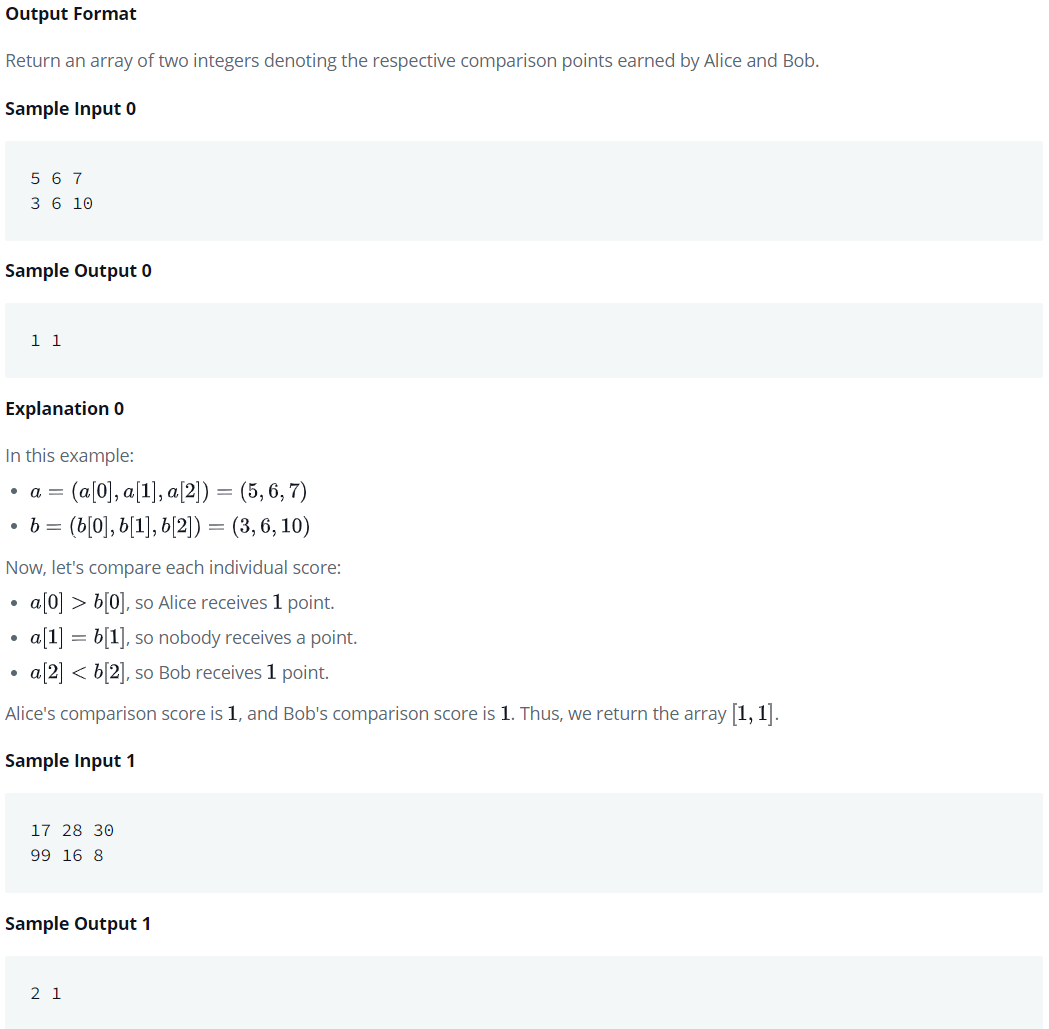 Output Format
Return an array of two integers denoting the respective comparison points earned by Alice and Bob.
Sample Input 0
5 6 7
3 6 10
Sample Output 0
1 1
Explanation 0
In this example:
• a = (a[0], a[1], a[2]) = (5, 6, 7)
• b = (b[0], b[1], b[2]) = (3, 6, 10)
Now, let's compare each individual score:
• a[0] > b[0], so Alice receives 1 point.
• a[1] = b[1], so nobody receives a point.
• a[2] < b[2], so Bob receives 1 point.
Alice's comparison score is 1, and Bob's comparison score is 1. Thus, we return the array [1, 1].
Sample Input 1
17 28 30
99 16 8
Sample Output 1
2 1